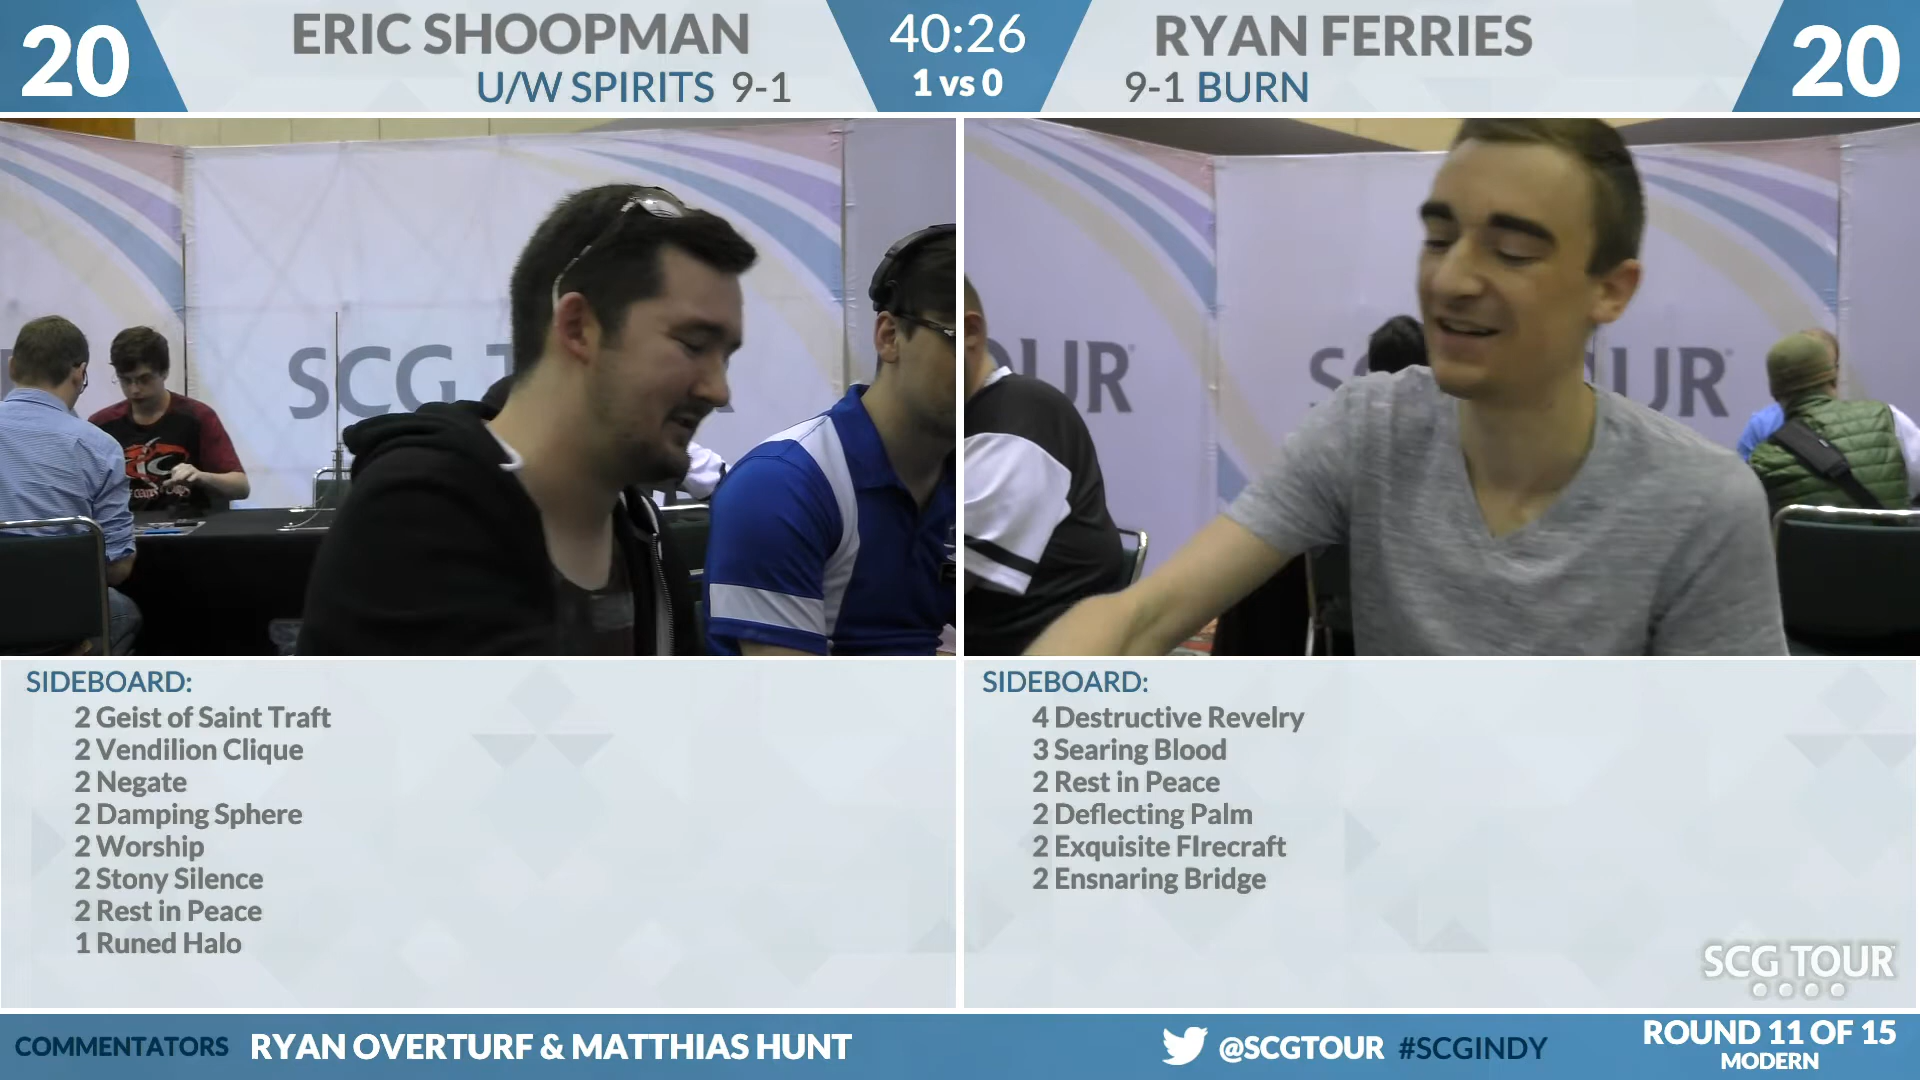 20
ERIC SHOOPMAN
U/W SPIRITS 9-1
40:26
1 vs 0
RYAN FERRIES
9-1 BURN
20
SCG T
OUR
SC
UR
SIDEBOARD:
2 Geist of Saint Traft
2 Vendilion Clique
2 Negate
2 Damping Sphere
2 Worship
2 Stony Silence
2 Rest in Peace
1 Runed Halo
SIDEBOARD:
4 Destructive Revelry
3 Searing Blood
2 Rest in Peace
2 Deflecting Palm
2 Exquisite FIrecraft
2 Ensnaring Bridge
SCG TOUR
COMMENTATORS RYAN OVERTURF & MATTHIAS HUNT
@SCGTOUR #SCGINDY
ROUND 11 OF 15
MODERN